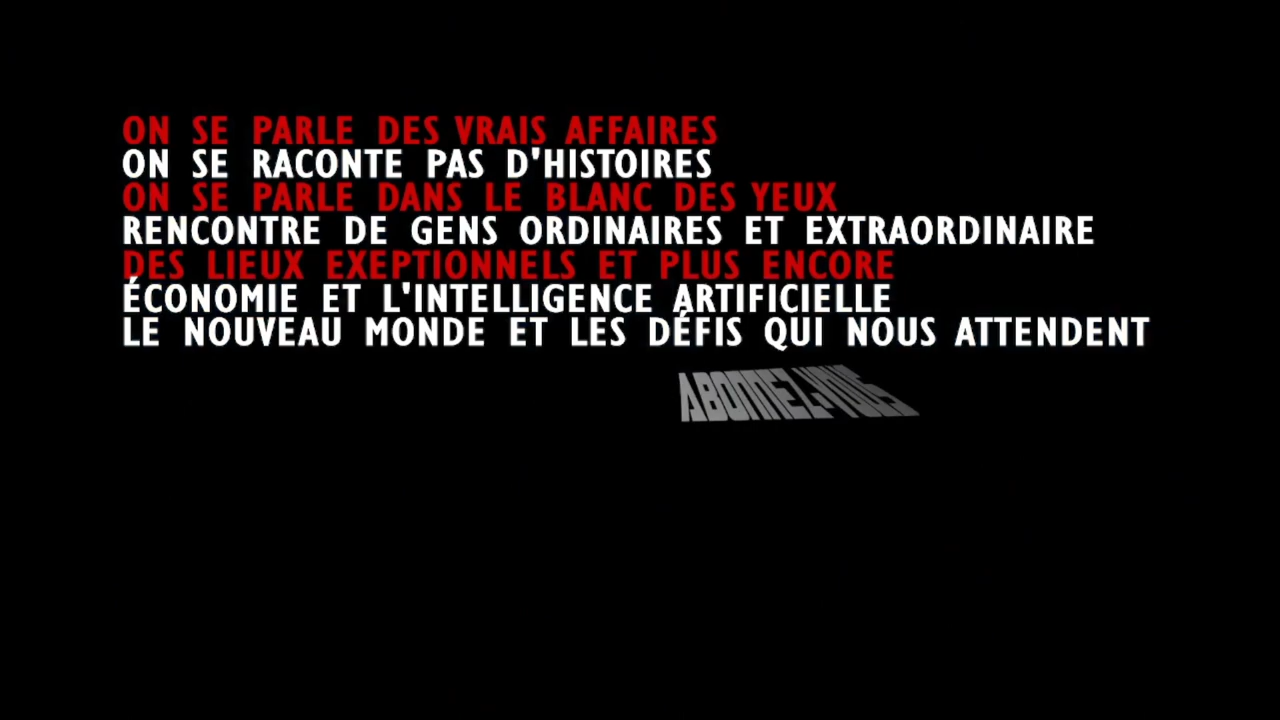 ON SE PARLE DES VRAIS AFFAIRES
ON SE RACONTE PAS D'HISTOIRES
ON SE PARLE DANS LE BLANC DES YEUX
RENCONTRE DE GENS ORDINAIRES ET EXTRAORDINAIRE
DES LIEUX EXEPTIONNELS ET PLUS ENCORE
ÉCONOMIE ET L'INTELLIGENCE ARTIFICIELLE
LE NOUVEAU MONDE ET LES DÉFIS QUI NOUS ATTENDENT
ABONNEZ-VOUS